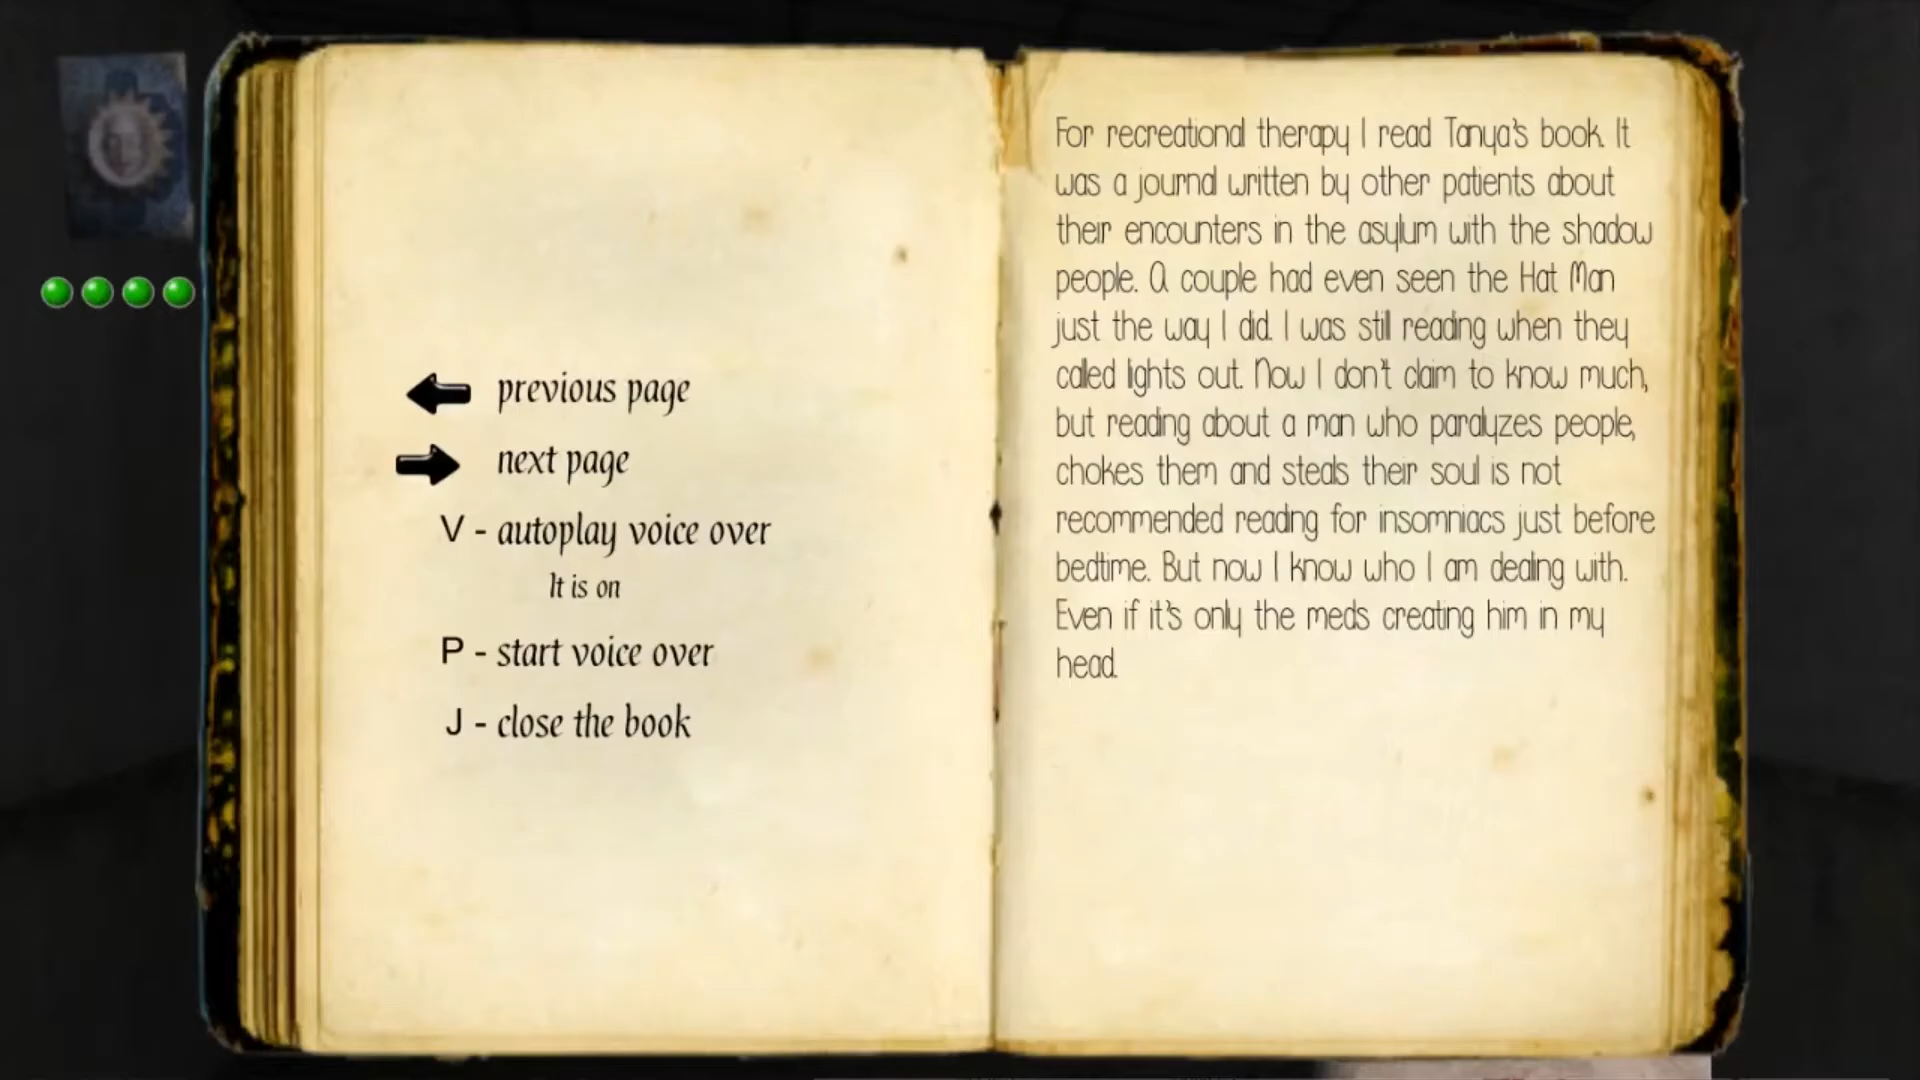 previous page
next page
V - autoplay voice over
It is on
P - start voice over
J - close the book
For recreational therapy I read Tanya's book. It
was a journal written by other patients about
their encounters in the asylum with the shadow
people. A couple had even seen the Hat Man
just the way I did. I was still reading when they
called lights out. Now I don't claim to know much,
but reading about a man who paralyzes people,
chokes them and steals their soul is not
recommended reading for insomniacs just before
bedtime. But now I know who I am dealing with.
Even if it's only the meds creating him in my
head.